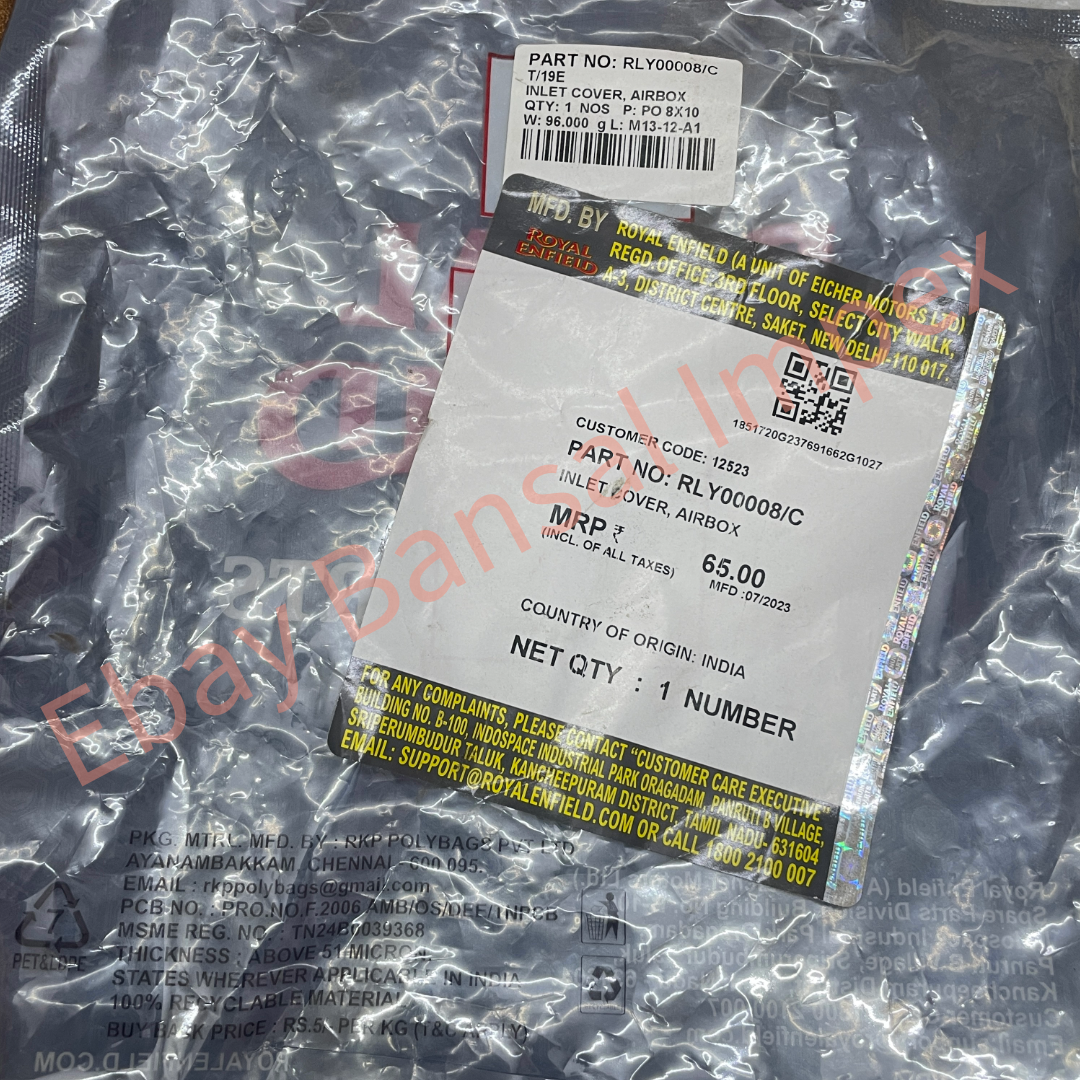 PART NO: RLY00008/C
T/19E
INLET COVER, AIRBOX
QTY: 1 NOS P: PO 8X10
W: 96.000 g L: M13-12-A1
MFD. BY
ROYAL ENFIELD (A UNIT OF EICHER MOTORS LTD)
REGD. OFFICE-3RD FLOOR, SELECT CITY WALK,
A-3, DISTRICT CENTRE, SAKET, NEW DELHI-110 017.
ROYAL
ENFIELD
1851720G237691662G1027
CUSTOMER CODE: 12523
PART NO: RLY00008/C
INLET COVER, AIRBOX
MRP ₹
(INCL. OF ALL TAXES)
65.00
MFD :07/2023
COUNTRY OF ORIGIN: INDIA
NET QTY : 1 NUMBER
FOR ANY COMPLAINTS, PLEASE CONTACT “CUSTOMER CARE EXECUTIVE”
BUILDING NO. B-100, INDOSPACE INDUSTRIAL PARK ORAGADAM, PANRUTI B VILLAGE,
SRIPERUMBUDUR TALUK, KANCHEEPURAM DISTRICT, TAMIL NADU- 631604
EMAIL: SUPPORT@ROYALENFIELD.COM OR CALL 1800 2100 007
Ebay Bansal Impex
PKG. MTRL. MFD. BY : RKP POLYBAGS PVT LTD
AYANAMBAKKAM, CHENNAI - 600 095.
EMAIL : rkppolybags@gmail.com
PCB NO. : PRO.NO.F.2006 AMB/OS/DEE/TNPCB
MSME REG. NO. : TN24B6039368
THICKNESS : ABOVE 51 MICRON
STATES WHEREVER APPLICABLE IN INDIA
100% RECYCLABLE MATERIAL
BUY BACK PRICE : RS.5/- PER KG (T&C APPLY)
7
PET&LDPE
ROYALENFIELD.COM